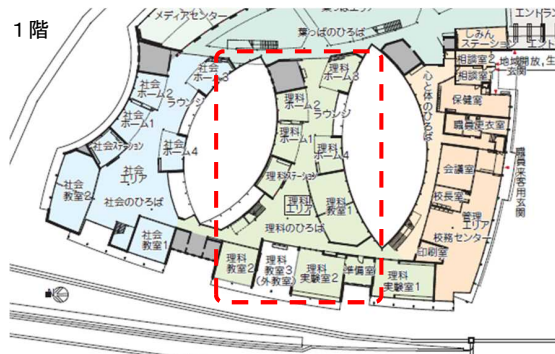 １階
メディアセンター
葉っぱのひろば
社会
ホーム3
ラウンジ
社会
ホーム2
社会
ホーム1
社会ステーション
社会
ホーム4
社会
エリア
社会
教室2
社会のひろば
社会
教室1
理科
ホーム3
理科
ホーム2
ラウンジ
理科
ホーム1
理科
ホーム4
理科ステーション
理科
エリア
理科
教室1
理科のひろば
理科
教室2
理科
教室3
(外教室)
理科
実験室2
準備室
理科
実験室1
心と体のひろば
しみん
ステーション
エント
相談室2
相談室1
地域開放，生
玄関
保健室
職員更衣室
会議室
職員来客用玄関
校長室
管理
エリア
校務センター
印刷室